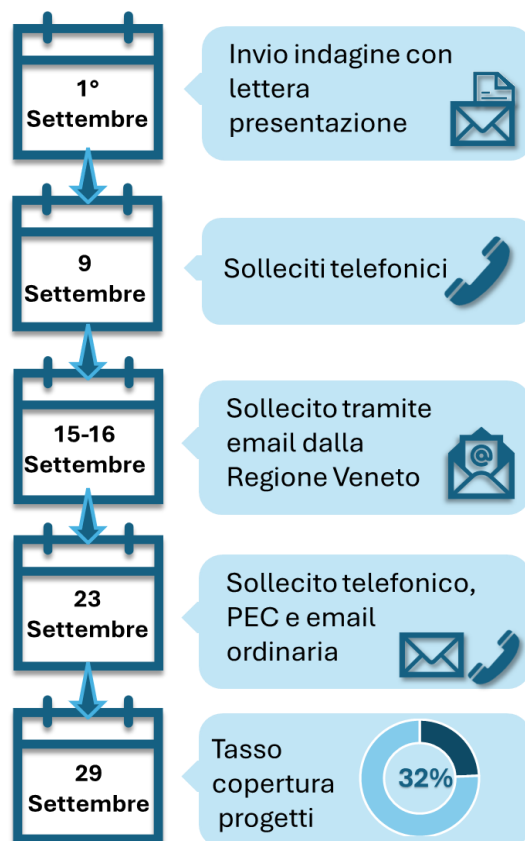 1°
Settembre
Invio indagine con
lettera
presentazione
9
Settembre
Solleciti telefonici
15-16
Settembre
Sollecito tramite
email dalla
Regione Veneto
@
23
Settembre
Sollecito telefonico,
PEC e email
ordinaria
29
Settembre
Tasso
copertura
progetti
32%